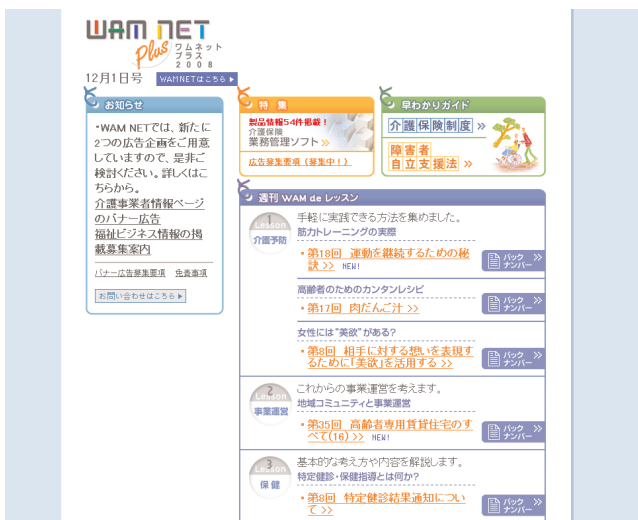 WAM NET
Plus ワムネット
プラス
2008
12月1日号 WAMNETはこちら
お知らせ
・WAM NETでは、新たに
2つの広告企画をご用意
していますので、是非ご
検討ください。詳しくはこ
ちらから。
介護事業者情報ページ
のバナー広告
福祉ビジネス情報の掲
載募集案内
バナー広告募集要項 免責事項
お問い合わせはこちら
特 集
製品情報54件掲載！
介護保険
業務管理ソフト
広告募集要項（募集中！）
早わかりガイド
介護保険制度
障害者
自立支援法
週刊 WAM de レッスン
1
Lesson
介護予防
手軽に実践できる方法を集めました。
筋力トレーニングの実際
・第18回 運動を継続するための秘
訣 >> NEW!
バック
ナンバー
高齢者のためのカンタンレシピ
・第17回 肉だんご汁 >>
バック
ナンバー
女性には“美欲”がある?
・第8回 相手に対する想いを表現す
るために「美欲」を活用する >>
バック
ナンバー
2
Lesson
事業運営
これからの事業運営を考えます。
地域コミュニティと事業運営
・第35回 高齢者専用賃貸住宅のす
べて(16) >> NEW!
バック
ナンバー
3
Lesson
保 健
基本的な考え方や内容を解説します。
特定健診・保健指導とは何か?
・第8回 特定健診結果通知につい
て >>
バック
ナンバー